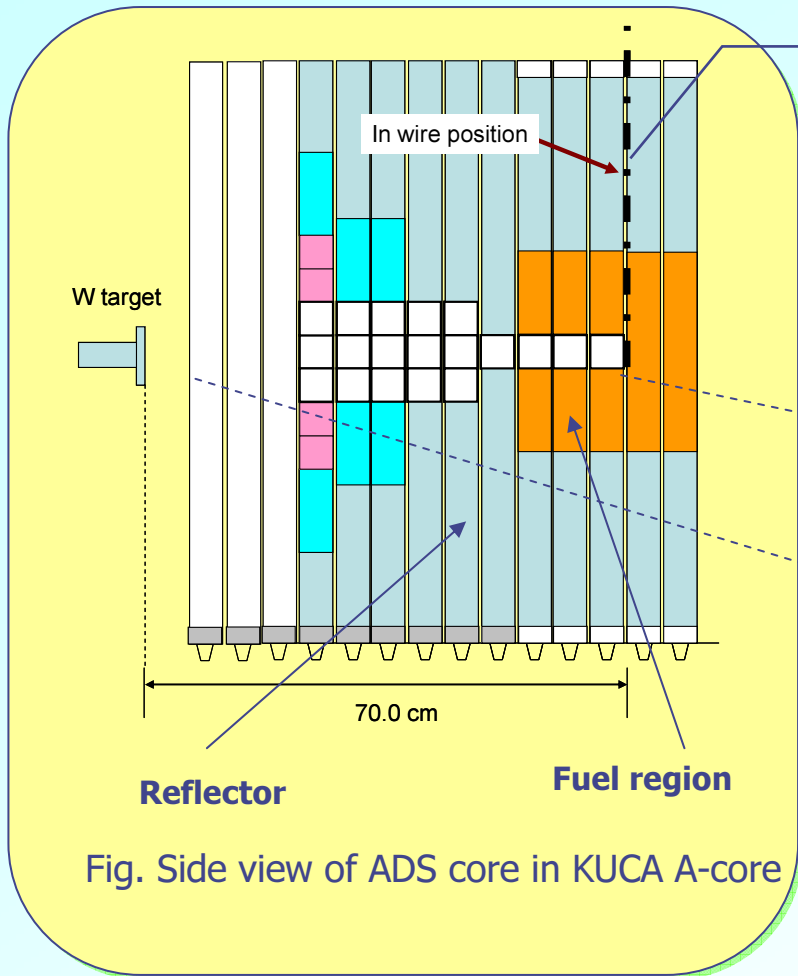 In wire position
W target
70.0 cm
Reflector
Fuel region
Fig. Side view of ADS core in KUCA A-core